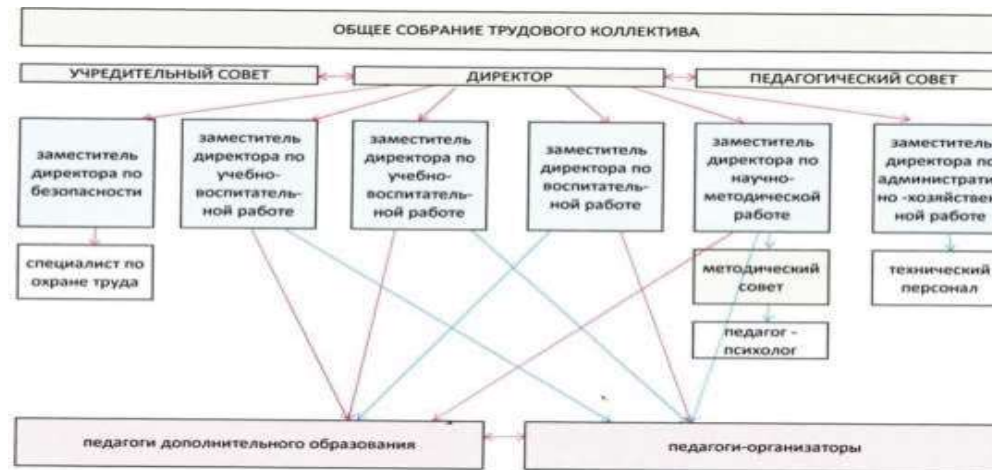 ОБЩЕЕ СОБРАНИЕ ТРУДОВОГО КОЛЛЕКТИВА
УЧРЕДИТЕЛЬНЫЙ СОВЕТ
ДИРЕКТОР
ПЕДАГОГИЧЕСКИЙ СОВЕТ
заместитель
директора по
безопасности
заместитель
директора по
учебно-
воспитатель-
ной работе
заместитель
директора по
учебно-
воспитатель-
ной работе
заместитель
директора по
воспитатель-
ной работе
заместитель
директора по
научно-
методической
работе
заместитель
директора по
администрати
но -хозяйствен
ной работе
специалист по
охране труда
методический
совет
технический
персонал
педагог -
психолог
педагоги дополнительного образования
педагоги-организаторы